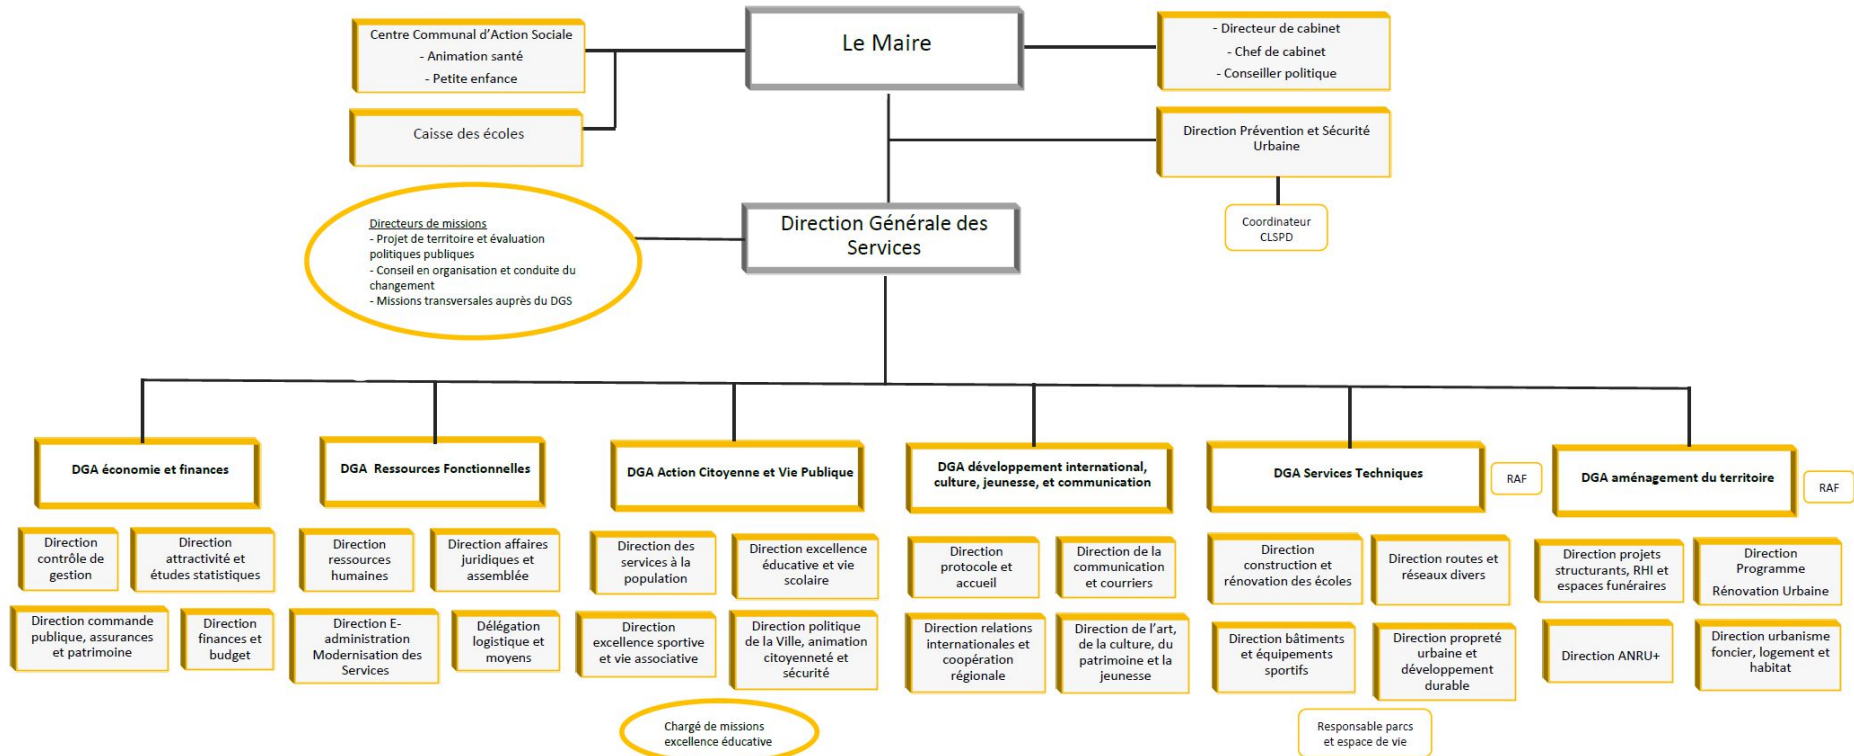 Centre Communal d'Action Sociale
- Animation santé
- Petite enfance
Le Maire
- Directeur de cabinet
- Chef de cabinet
- Conseiller politique
Caisse des écoles
Direction Prévention et Sécurité
Urbaine
Coordinateur
CLSPD
Directeurs de missions
- Projet de territoire et évaluation
politiques publiques
- Conseil en organisation et conduite du
changement
- Missions transversales auprès du DGS
Direction Générale des
Services
DGA économie et finances
DGA Ressources Fonctionnelles
DGA Action Citoyenne et Vie Publique
DGA développement international,
culture, jeunesse, et communication
DGA Services Techniques
RAF
DGA aménagement du territoire
RAF
Direction
contrôle de
gestion
Direction
attractivité et
études statistiques
Direction
ressources
humaines
Direction affaires
juridiques et
assemblée
Direction des
services à la
population
Direction excellence
éducative et vie
scolaire
Direction
protocole et
accueil
Direction de la
communication
et courriers
Direction
construction et
rénovation des écoles
Direction routes et
réseaux divers
Direction projets
structurants, RHI et
espaces funéraires
Direction
Programme
Rénovation Urbaine
Direction commande
publique, assurances
et patrimoine
Direction
finances et
budget
Direction E-
administration
Modernisation des
Services
Délégation
logistique et
moyens
Direction
excellence sportive
et vie associative
Direction politique
de la Ville, animation
citoyenneté et
sécurité
Direction relations
internationales et
coopération
régionale
Direction de l'art,
de la culture, du
patrimoine et la
jeunesse
Direction bâtiments
et équipements
sportifs
Direction propreté
urbaine et
développement
durable
Direction ANRU+
Direction urbanisme
foncier, logement et
habitat
Chargé de missions
excellence éducative
Responsable parcs
et espace de vie